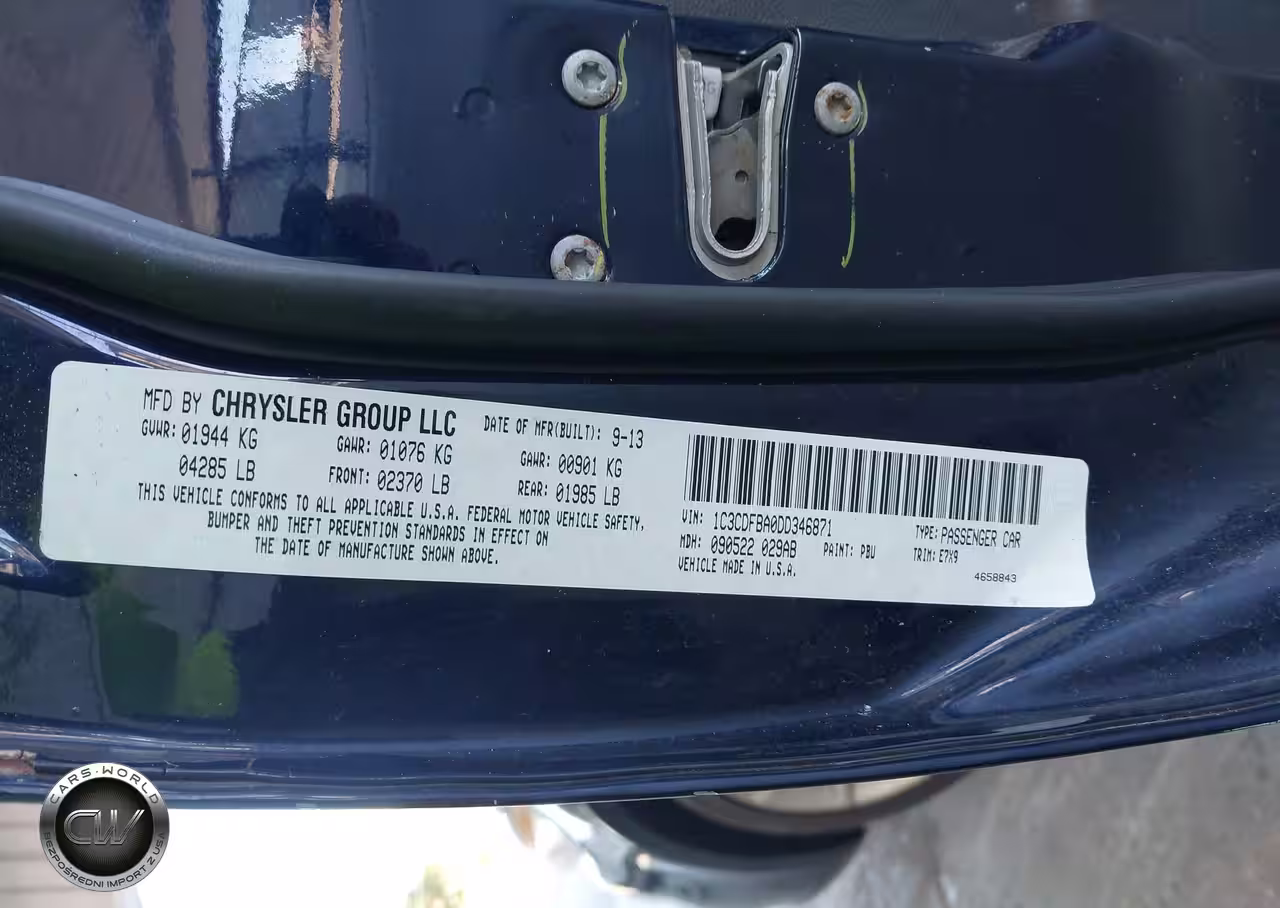 MFD BY CHRYSLER GROUP LLC DATE OF MFR(BUILT): 9-13
GVWR: 01944 KG GAWR: 01076 KG GAWR: 00901 KG
04285 LB FRONT: 02370 LB REAR: 01985 LB
THIS VEHICLE CONFORMS TO ALL APPLICABLE U.S.A. FEDERAL MOTOR VEHICLE SAFETY,
BUMPER AND THEFT PREVENTION STANDARDS IN EFFECT ON
THE DATE OF MANUFACTURE SHOWN ABOVE.
VIN: 1C3CDFBA0DD346871 TYPE: PASSENGER CAR
MDH: 090522 029AB PAINT: PBU TRIM: E7X9
VEHICLE MADE IN U.S.A. 4658843
CARS-WORLD
CW
BEZPOŚREDNI IMPORT Z USA